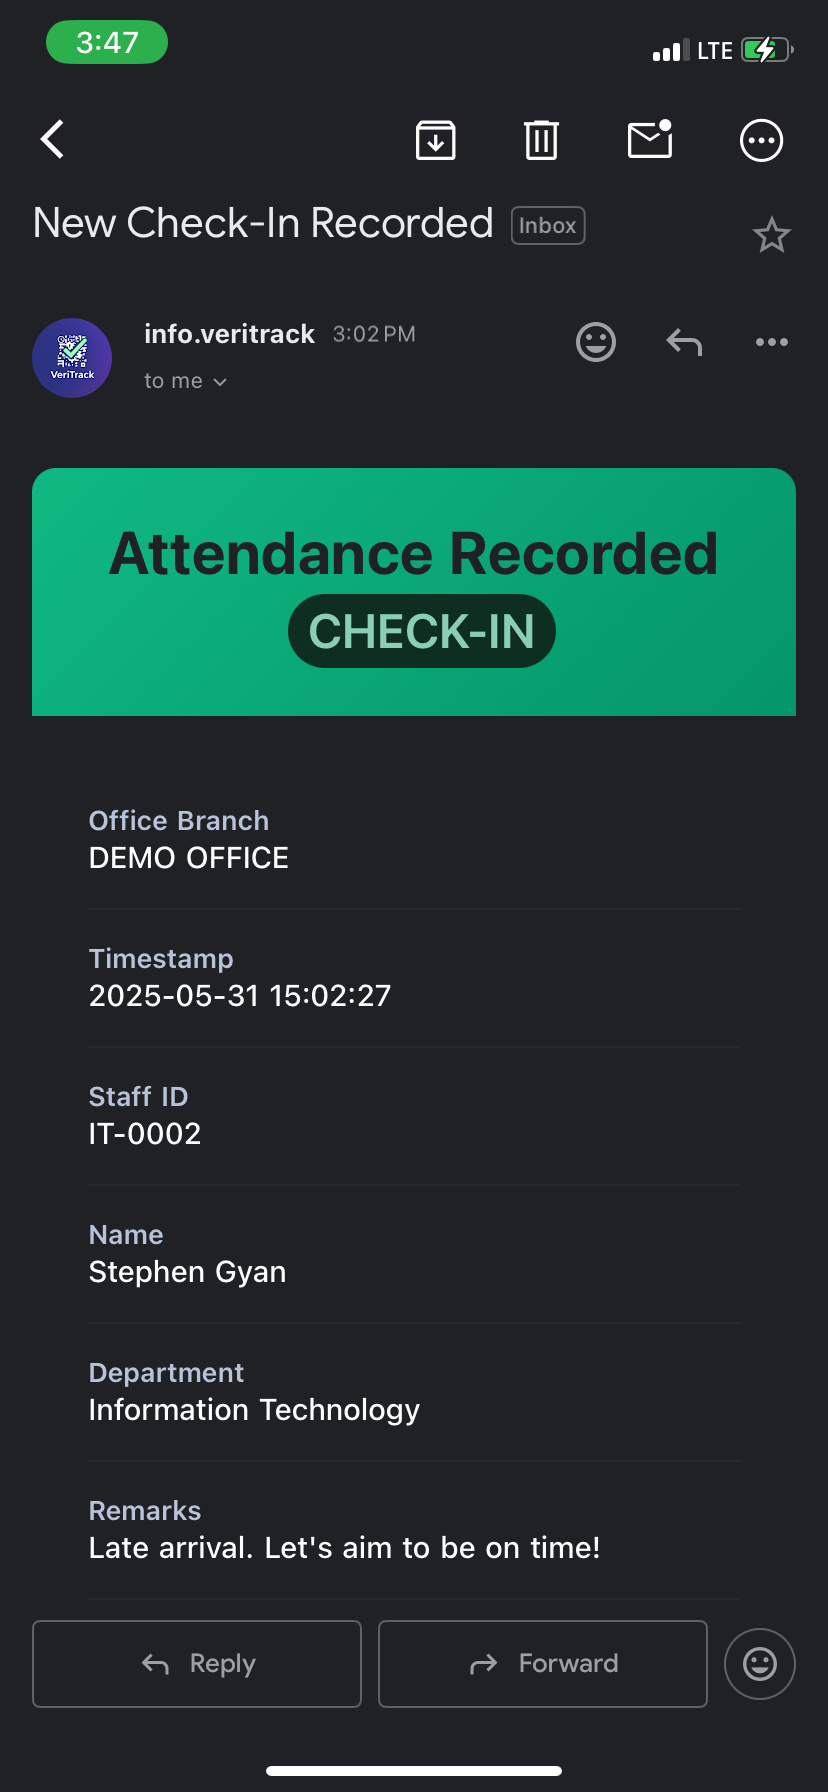 3:47
LTE
New Check-In Recorded Inbox
info.veritrack 3:02 PM
VeriTrack
to me
Attendance Recorded
CHECK-IN
Office Branch
DEMO OFFICE
Timestamp
2025-05-31 15:02:27
Staff ID
IT-0002
Name
Stephen Gyan
Department
Information Technology
Remarks
Late arrival. Let's aim to be on time!
Reply Forward